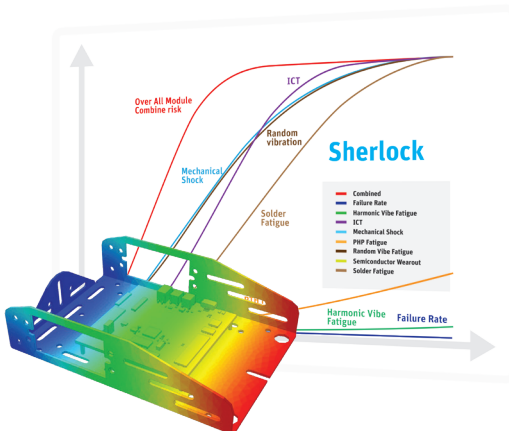 Over All Module
Combine risk
ICT
Random
vibration
Mechanical
Shock
Sherlock
Combined
Failure Rate
Harmonic Vibe Fatigue
ICT
Mechanical Shock
PHP Fatigue
Random Vibe Fatigue
Semiconductor Wearout
Solder Fatigue
Solder
Fatigue
Harmonic Vibe
Fatigue
Failure Rate